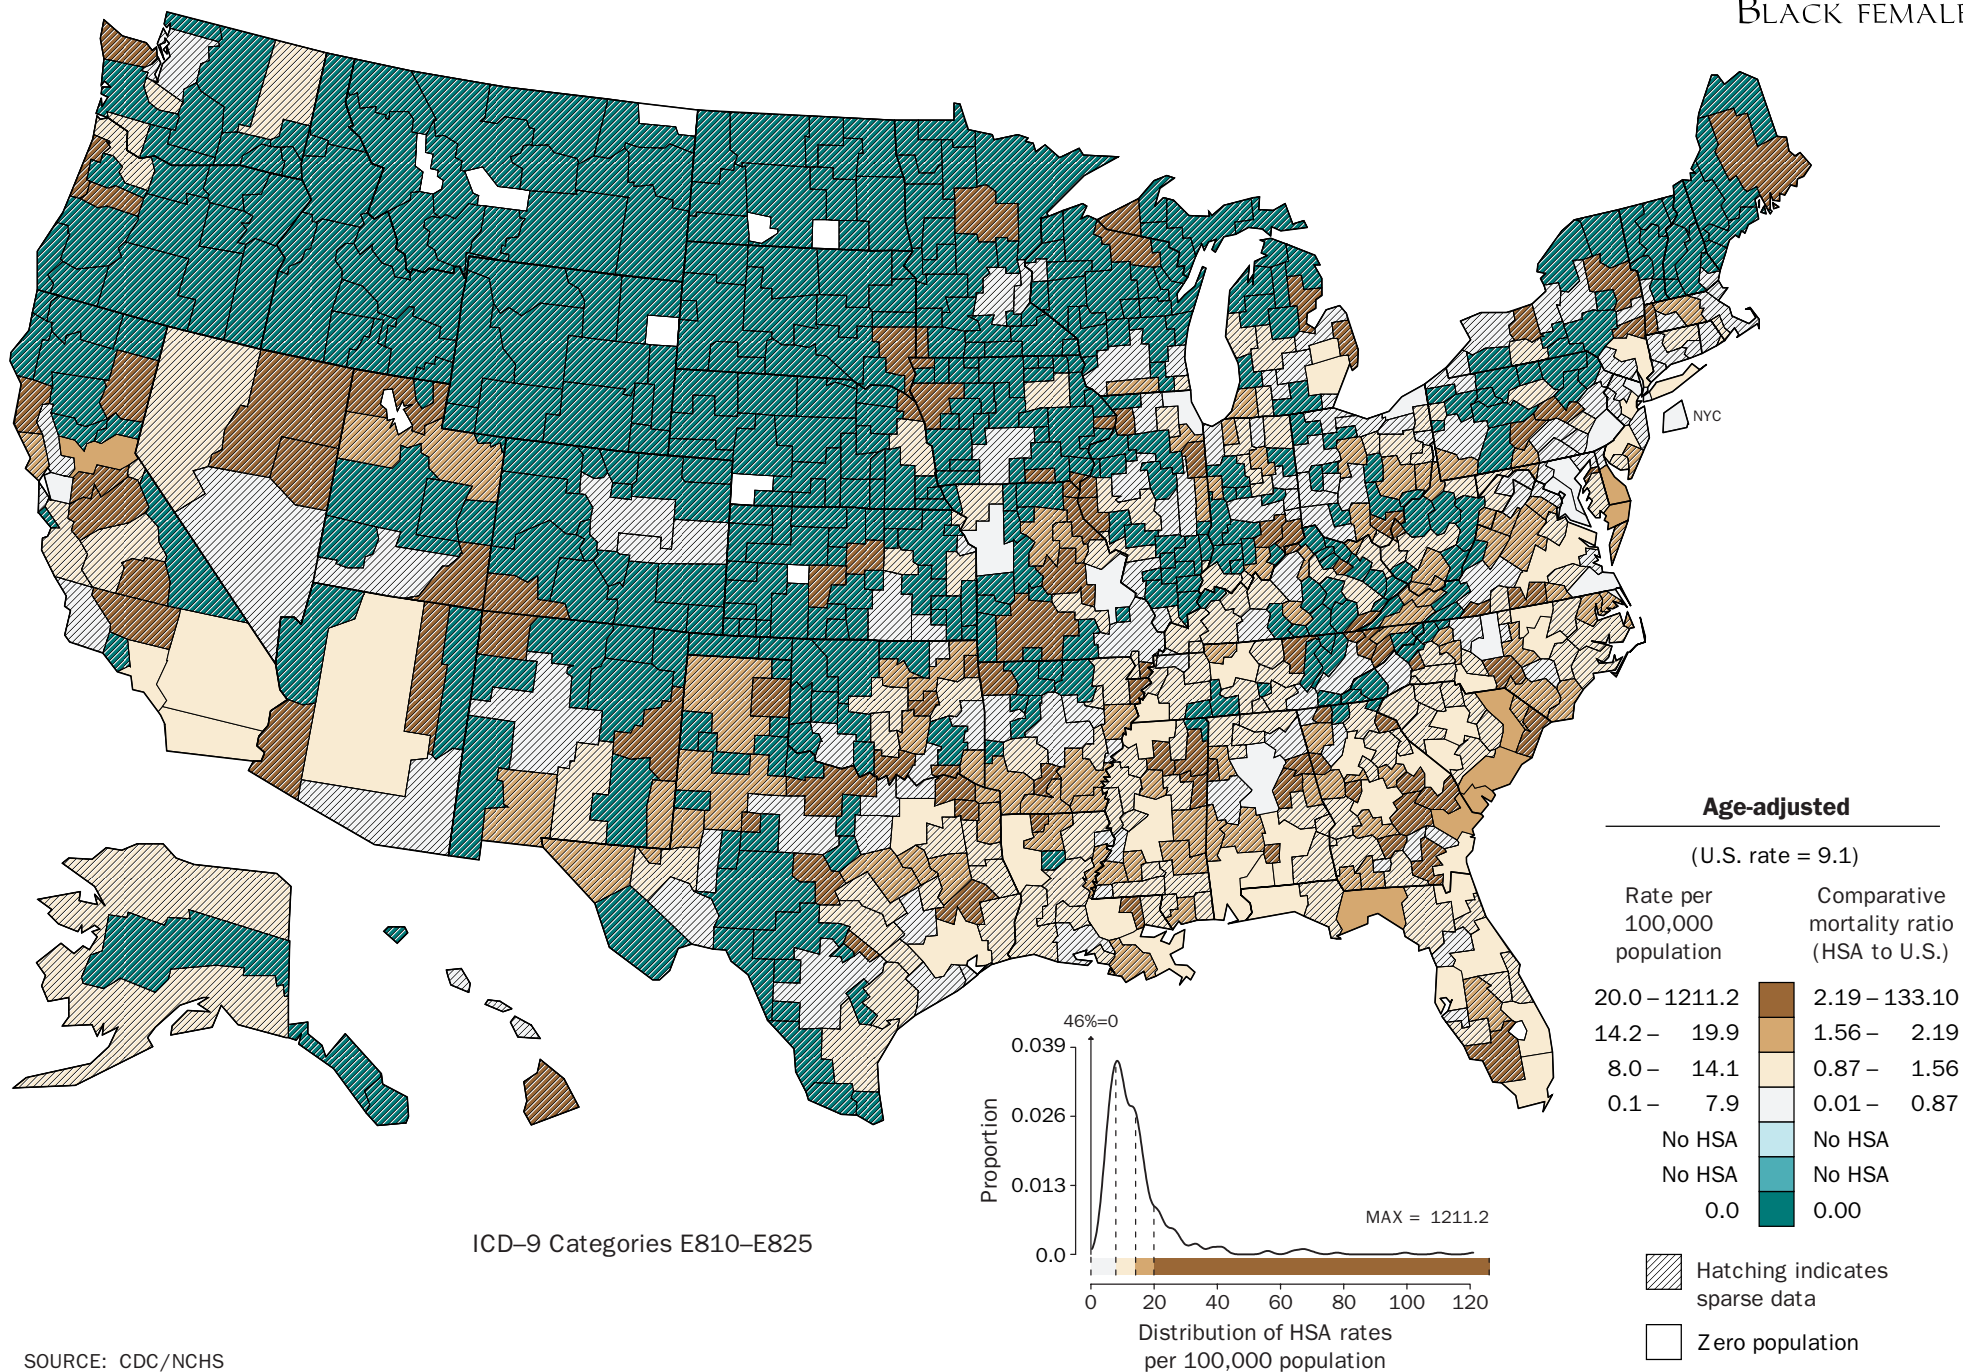 BLACK FEMALE
NYC
Age-adjusted
(U.S. rate = 9.1)
Rate per 100,000 population
Comparative mortality ratio (HSA to U.S.)
20.0 – 1211.2 2.19 – 133.10
14.2 – 19.9 1.56 – 2.19
8.0 – 14.1 0.87 – 1.56
0.1 – 7.9 0.01 – 0.87
No HSA No HSA
No HSA No HSA
0.0 0.00
Hatching indicates
sparse data
Zero population
46%=0
0.039
0.026
0.013
0.0
Proportion
MAX = 1211.2
0 20 40 60 80 100 120
Distribution of HSA rates
per 100,000 population
ICD–9 Categories E810–E825
SOURCE: CDC/NCHS